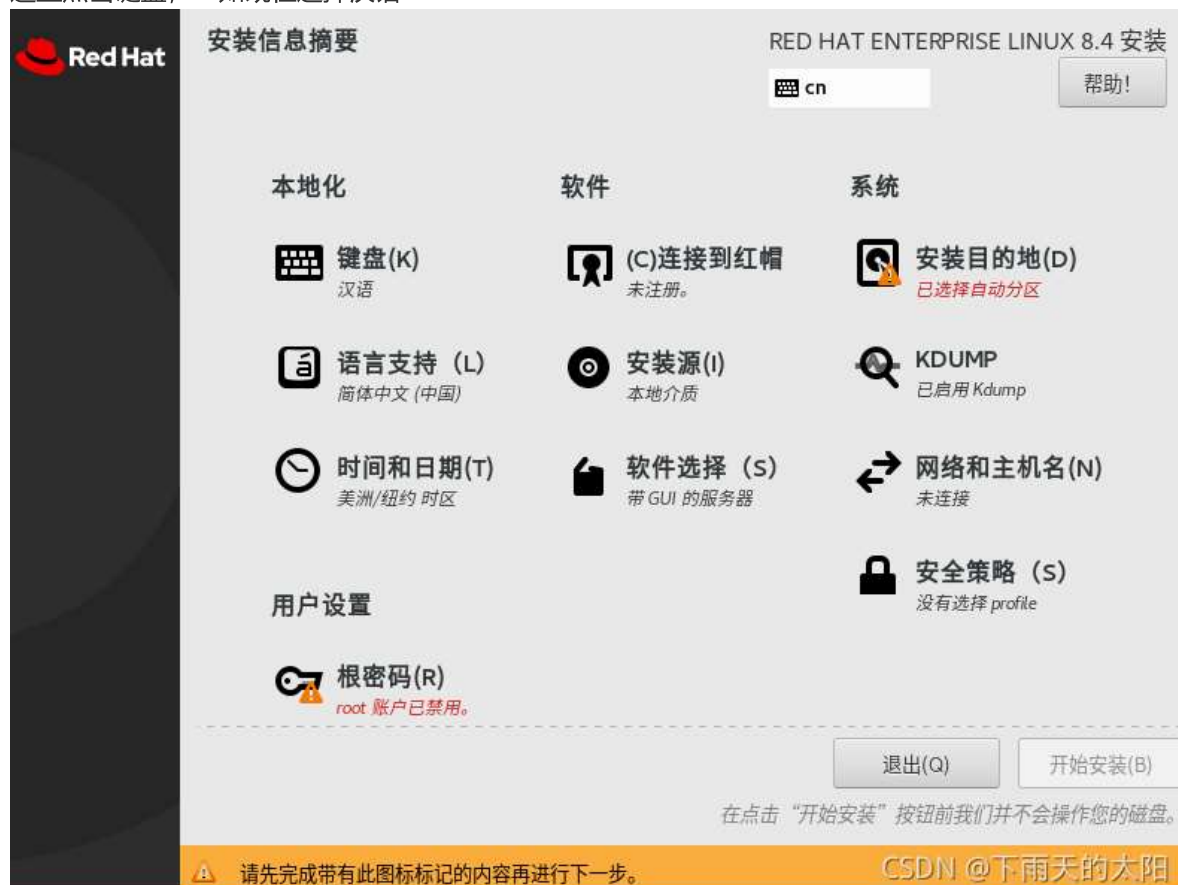 Red Hat
安装信息摘要
RED HAT ENTERPRISE LINUX 8.4 安装
cn
帮助!
本地化
软件
系统
键盘(K)
汉语
(C)连接到红帽
未注册。
安装目的地(D)
已选择自动分区
语言支持（L）
简体中文 (中国)
安装源(I)
本地介质
KDUMP
已启用 Kdump
时间和日期(T)
美洲/纽约 时区
软件选择（S）
带 GUI 的服务器
网络和主机名(N)
未连接
安全策略（S）
没有选择 profile
用户设置
根密码(R)
root 账户已禁用。
退出(Q)
开始安装(B)
在点击“开始安装”按钮前我们并不会操作您的磁盘。
请先完成带有此图标标记的内容再进行下一步。
CSDN @下雨天的太阳